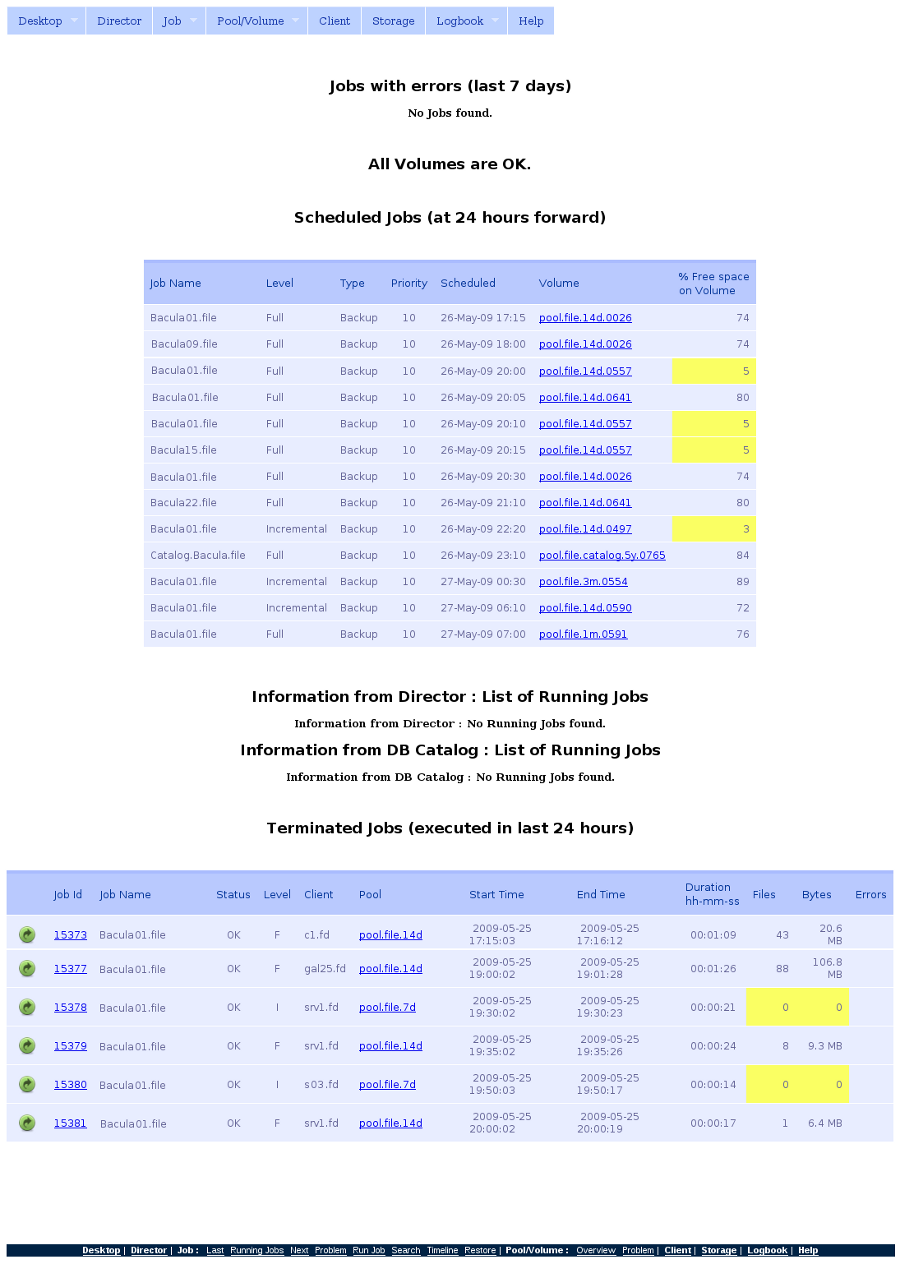 Desktop Director Job Pool/Volume Client Storage Logbook Help
Jobs with errors (last 7 days)
No Jobs found.
All Volumes are OK.
Scheduled Jobs (at 24 hours forward)
Job Name Level Type Priority Scheduled Volume % Free space on Volume
Bacula01.file Full Backup 10 26-May-09 17:15 pool.file.14d.0026 74
Bacula09.file Full Backup 10 26-May-09 18:00 pool.file.14d.0026 74
Bacula01.file Full Backup 10 26-May-09 20:00 pool.file.14d.0557 5
Bacula01.file Full Backup 10 26-May-09 20:05 pool.file.14d.0641 80
Bacula01.file Full Backup 10 26-May-09 20:10 pool.file.14d.0557 5
Bacula15.file Full Backup 10 26-May-09 20:15 pool.file.14d.0557 5
Bacula01.file Full Backup 10 26-May-09 20:30 pool.file.14d.0026 74
Bacula22.file Full Backup 10 26-May-09 21:10 pool.file.14d.0641 80
Bacula01.file Incremental Backup 10 26-May-09 22:20 pool.file.14d.0497 3
Catalog.Bacula.file Full Backup 10 26-May-09 23:10 pool.file.catalog.5y.0765 84
Bacula01.file Incremental Backup 10 27-May-09 00:30 pool.file.3m.0554 89
Bacula01.file Incremental Backup 10 27-May-09 06:10 pool.file.14d.0590 72
Bacula01.file Full Backup 10 27-May-09 07:00 pool.file.1m.0591 76
Information from Director : List of Running Jobs
Information from Director : No Running Jobs found.
Information from DB Catalog : List of Running Jobs
Information from DB Catalog : No Running Jobs found.
Terminated Jobs (executed in last 24 hours)
Job Id Job Name Status Level Client Pool Start Time End Time Duration hh-mm-ss Files Bytes Errors
15373 Bacula01.file OK F c1.fd pool.file.14d 2009-05-25 17:15:03 2009-05-25 17:16:12 00:01:09 43 20.6 MB
15377 Bacula01.file OK F gal25.fd pool.file.14d 2009-05-25 19:00:02 2009-05-25 19:01:28 00:01:26 88 106.8 MB
15378 Bacula01.file OK I srv1.fd pool.file.7d 2009-05-25 19:30:02 2009-05-25 19:30:23 00:00:21 0 0
15379 Bacula01.file OK F srv1.fd pool.file.14d 2009-05-25 19:35:02 2009-05-25 19:35:26 00:00:24 8 9.3 MB
15380 Bacula01.file OK I s03.fd pool.file.7d 2009-05-25 19:50:03 2009-05-25 19:50:17 00:00:14 0 0
15381 Bacula01.file OK F srv1.fd pool.file.14d 2009-05-25 20:00:02 2009-05-25 20:00:19 00:00:17 1 6.4 MB
Desktop | Director | Job : Last Running Jobs Next Problem Run Job Search Timeline Restore | Pool/Volume : Overview Problem | Client | Storage | Logbook | Help